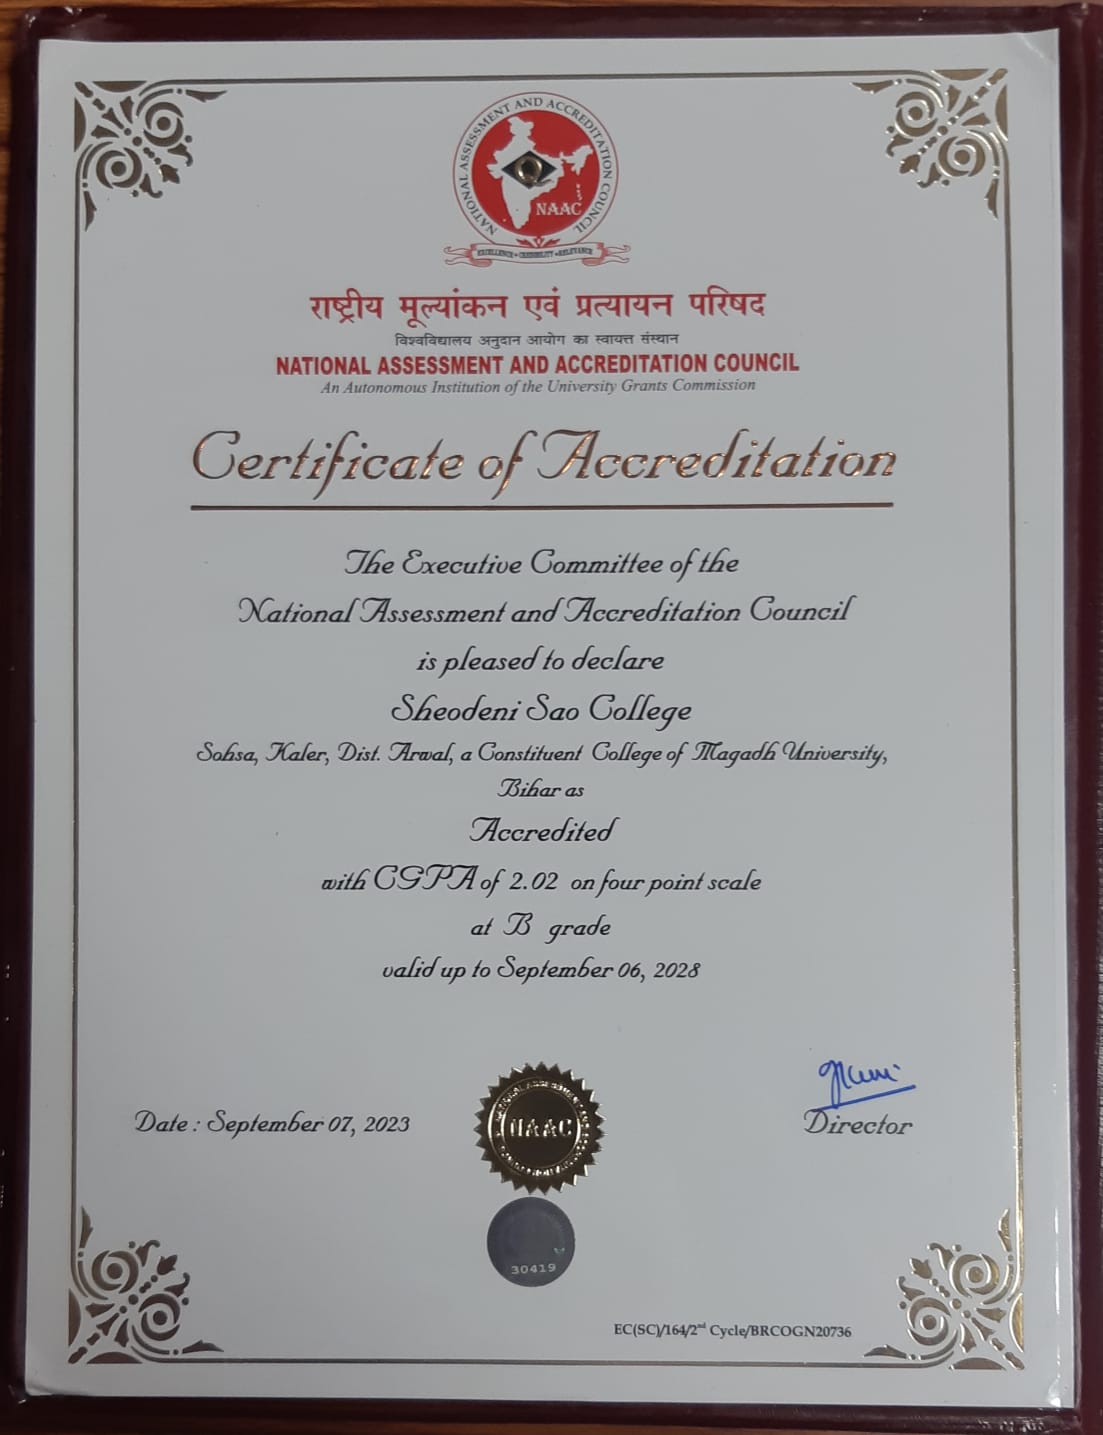 NATIONAL ASSESSMENT AND ACCREDITATION COUNCIL
Q
NAAC
EXCELLENCE • CREDIBILITY • RELEVANCE
राष्ट्रीय मूल्यांकन एवं प्रत्यायन परिषद
विश्वविद्यालय अनुदान आयोग का स्वायत्त संस्थान
NATIONAL ASSESSMENT AND ACCREDITATION COUNCIL
An Autonomous Institution of the University Grants Commission
Certificate of Accreditation
The Executive Committee of the
National Assessment and Accreditation Council
is pleased to declare
Sheodeni Sao College
Sohsa, Kaler, Dist. Arwal, a Constituent College of Magadh University,
Bihar as
Accredited
with CGPA of 2.02 on four point scale
at B grade
valid up to September 06, 2028
Date : September 07, 2023
NAAC
Director
30419
EC(SC)/164/2nd Cycle/BRCOGN20736